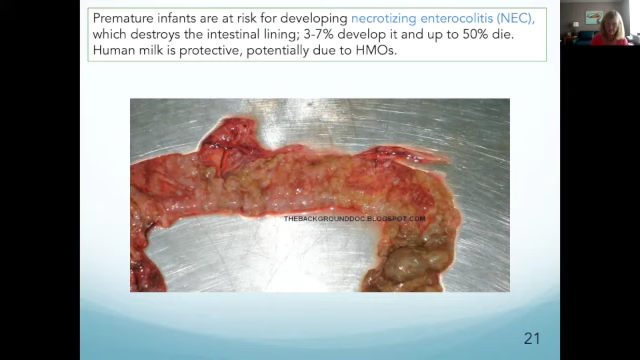 Premature infants are at risk for developing necrotizing enterocolitis (NEC),
which destroys the intestinal lining; 3-7% develop it and up to 50% die.
Human milk is protective, potentially due to HMOs.
THEBACKGROUNDDOC.BLOGSPOT.COM
21